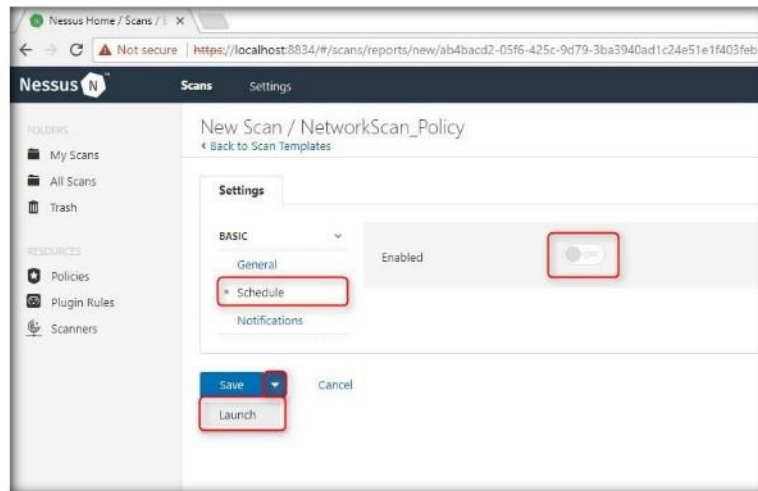 Nessus Home / Scans /
Not secure https://localhost:8834/#/scans/reports/new/ab4bacd2-05f6-425c-9d79-3ba3940ad1c24e51e1f403feb
Nessus N
Scans
Settings
FOLDERS
My Scans
All Scans
Trash
RESOURCES
Policies
Plugin Rules
Scanners
New Scan / NetworkScan_Policy
Back to Scan Templates
Settings
BASIC
General
Schedule
Notifications
Enabled
OFF
Save
Cancel
Launch